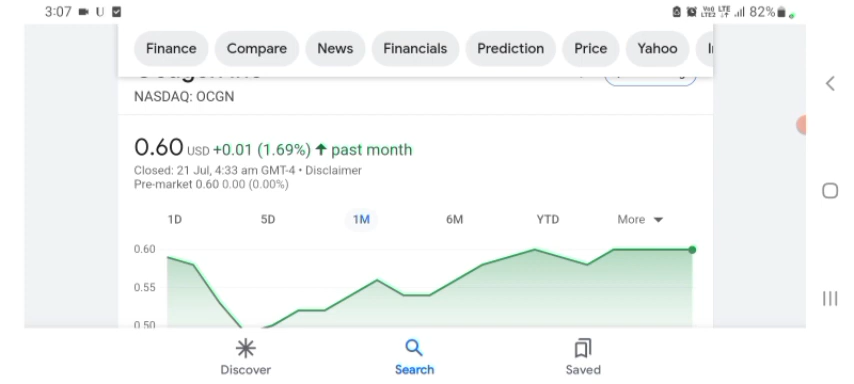 3:07 U 82%
Finance Compare News Financials Prediction Price Yahoo
NASDAQ: OCGN
0.60 USD +0.01 (1.69%) ↑ past month
Closed: 21 Jul, 4:33 am GMT-4 • Disclaimer
Pre-market 0.60 0.00 (0.00%)
1D 5D 1M 6M YTD More
0.60
0.55
0.50
Discover Search Saved